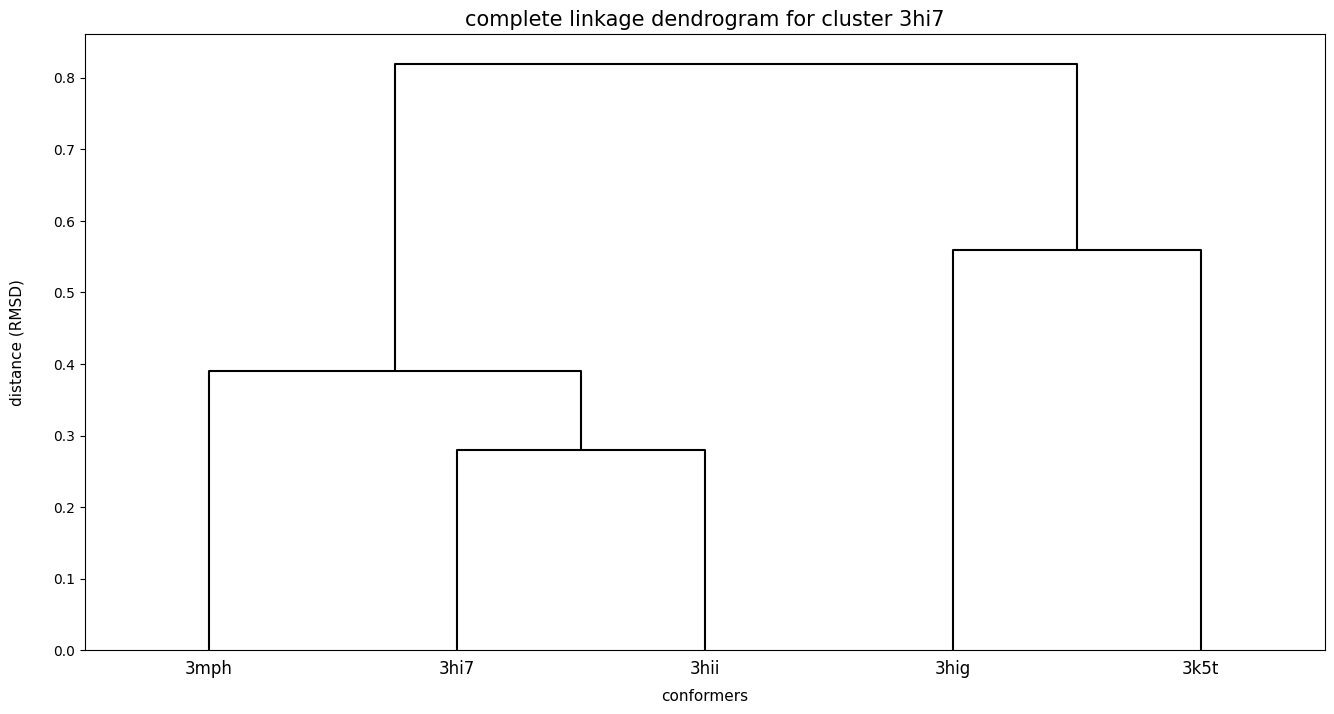 complete linkage dendrogram for cluster 3hi7
distance (RMSD)
0.8
0.7
0.6
0.5
0.4
0.3
0.2
0.1
0.0
3mph 3hi7 3hii 3hig 3k5t
conformers